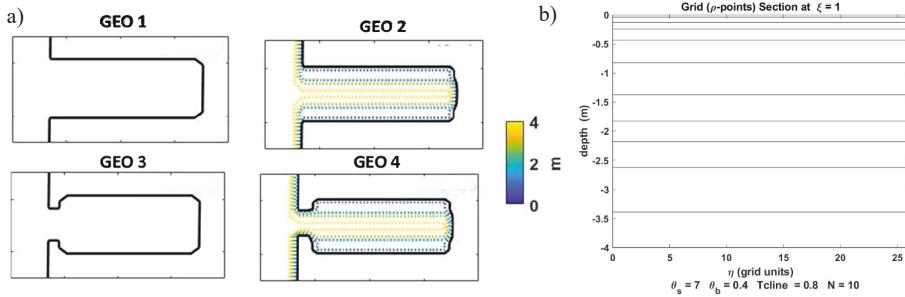 a)
GEO 1
GEO 2
GEO 3
GEO 4
4
2
0
m
b)
Grid (ρ-points) Section at ξ = 1
0
-0.5
-1
-1.5
-2
-2.5
-3
-3.5
-4
depth (m)
0 5 10 15 20 25
η (grid units)
θs = 7 θb = 0.4 Tcline = 0.8 N = 10